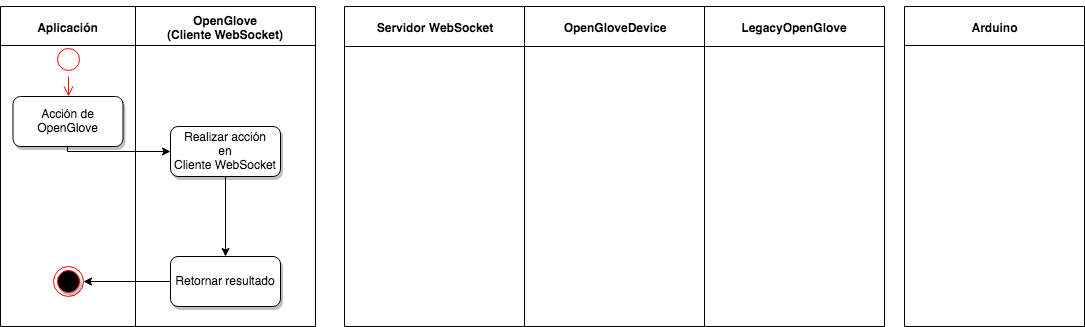 Aplicación
OpenGlove
(Cliente WebSocket)
Servidor WebSocket
OpenGloveDevice
LegacyOpenGlove
Arduino
Acción de
OpenGlove
Realizar acción
en
Cliente WebSocket
Retornar resultado